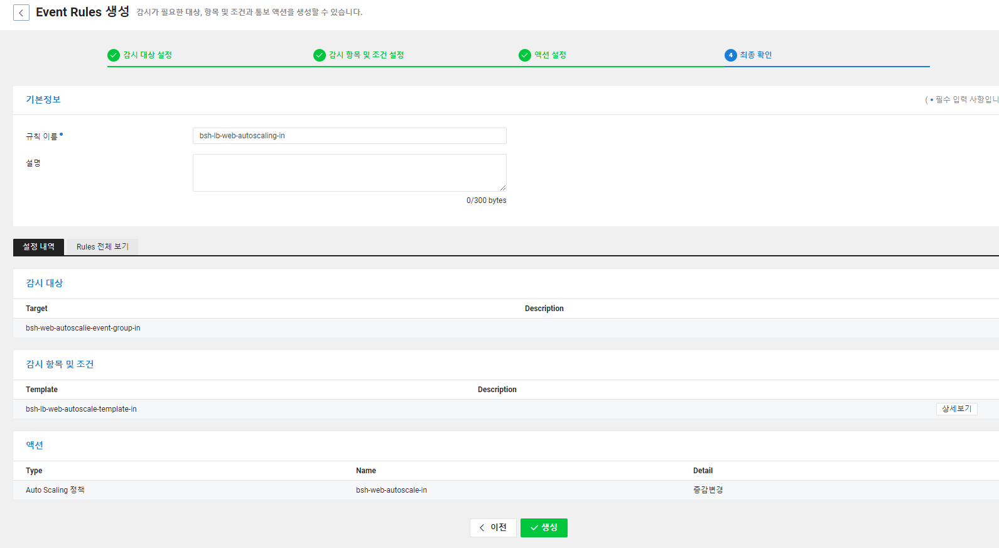 Event Rules 생성 감시가 필요한 대상, 항목 및 조건과 통보 액션을 생성할 수 있습니다.
감시 대상 설정 감시 항목 및 조건 설정 액션 설정 4 최종 확인
기본정보 ( • 필수 입력 사항입니
규칙 이름 • bsh-lb-web-autoscaling-in
설명
0/300 bytes
설정 내역 Rules 전체 보기
감시 대상
Target Description
bsh-web-autoscalie-event-group-in
감시 항목 및 조건
Template Description
bsh-lb-web-autoscale-template-in 상세보기
액션
Type Name Detail
Auto Scaling 정책 bsh-web-autoscale-in 증감변경
이전 생성